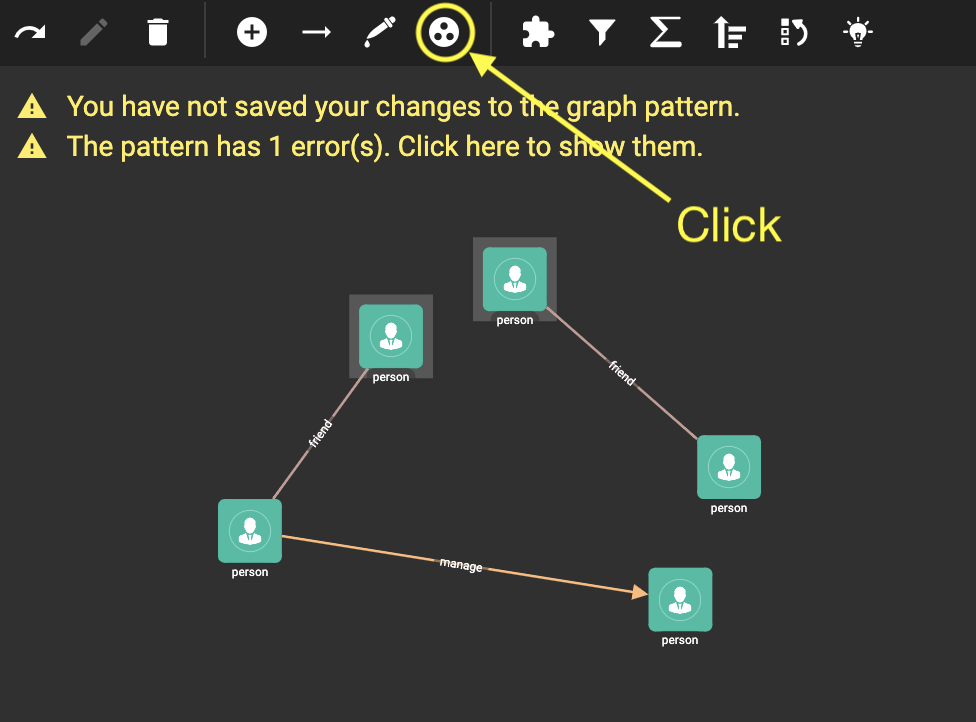 You have not saved your changes to the graph pattern.
The pattern has 1 error(s). Click here to show them.
Click
person
person
friend
friend
person
person
manage
person